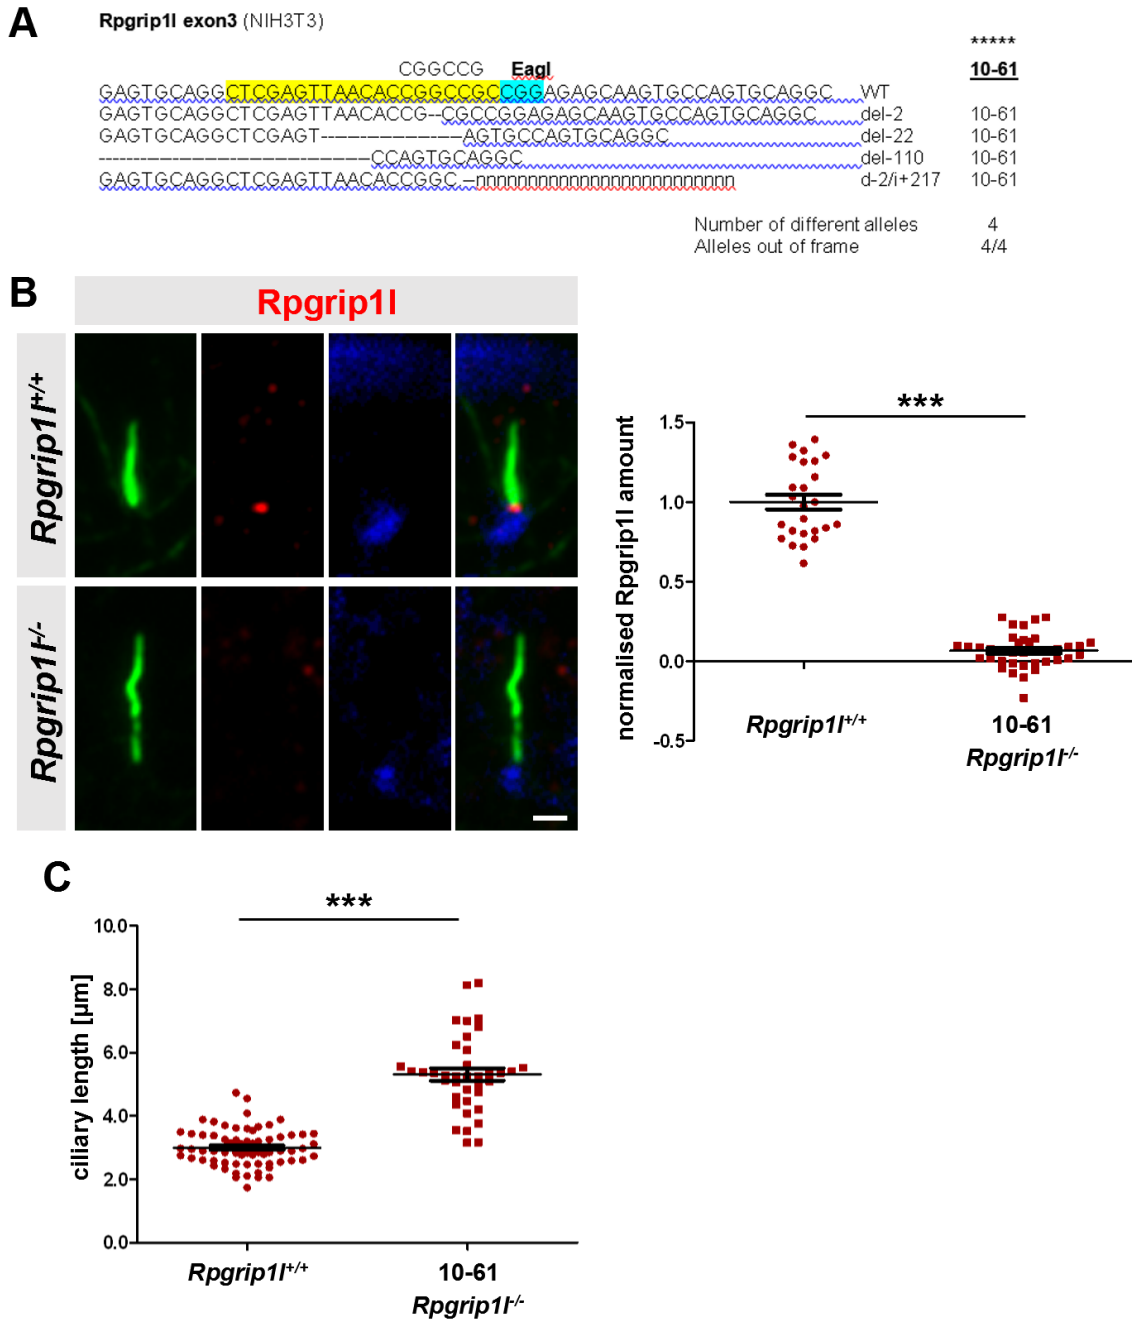 A
Rpgrip1l exon3 (NIH3T3)
*****
CGGCCG EagI 10-61
GAGTGCAGGCTCGAGTTAACACCGGCCGCCGGAGAGCAAGTGCCAGTGCAGGC WT
GAGTGCAGGCTCGAGTTAACACCG--CGCCGGAGAGCAAGTGCCAGTGCAGGC del-2 10-61
GAGTGCAGGCTCGAGT----------------------AGTGCCAGTGCAGGC del-22 10-61
------------------------------------------CCAGTGCAGGC del-110 10-61
GAGTGCAGGCTCGAGTTAACACCGGC--nnnnnnnnnnnnnnnnnnnnnnnnn d-2/i+217 10-61
Number of different alleles 4
Alleles out of frame 4/4
B
Rpgrip1l
Rpgrip1l+/+
Rpgrip1l-/-
***
normalised Rpgrip1l amount
1.5
1.0
0.5
0.0
-0.5
Rpgrip1l+/+
10-61
Rpgrip1l-/-
C
***
ciliary length [µm]
10.0
8.0
6.0
4.0
2.0
0.0
Rpgrip1l+/+
10-61
Rpgrip1l-/-